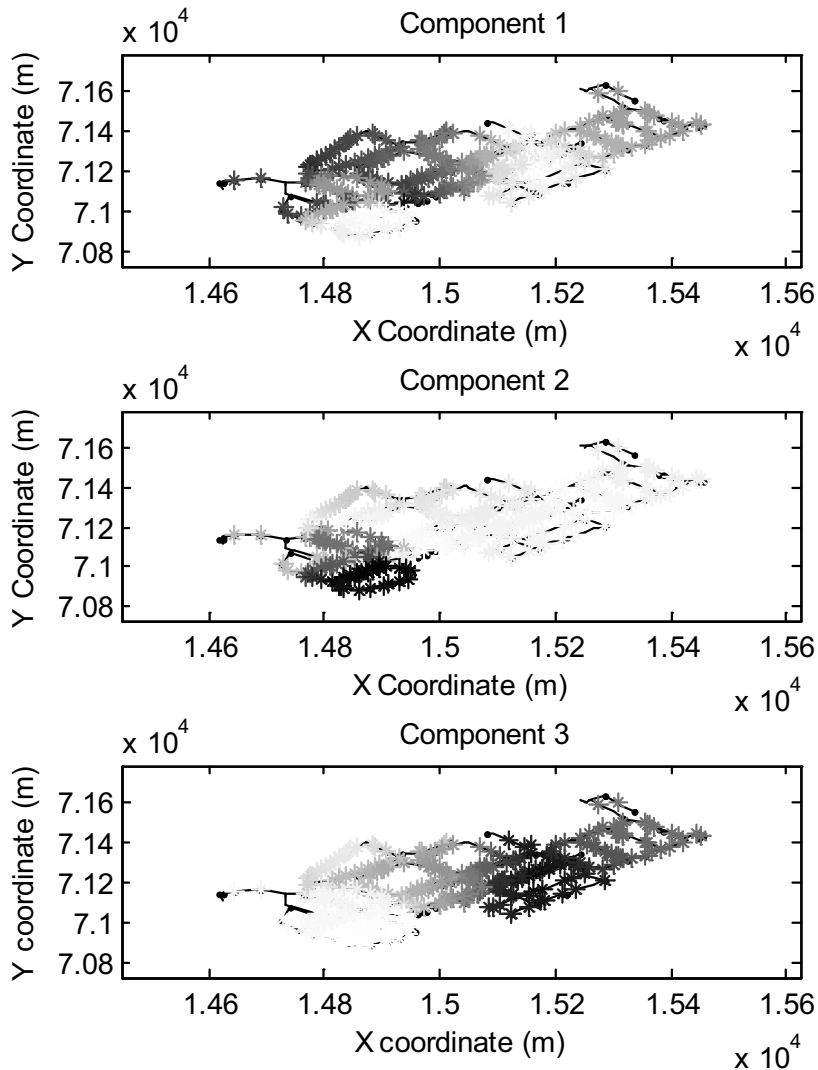 x 10^4
Component 1
7.16
7.14
7.12
7.1
7.08
Y Coordinate (m)
1.46 1.48 1.5 1.52 1.54 1.56
X Coordinate (m)
x 10^4
x 10^4
Component 2
7.16
7.14
7.12
7.1
7.08
Y Coordinate (m)
1.46 1.48 1.5 1.52 1.54 1.56
X Coordinate (m)
x 10^4
x 10^4
Component 3
7.16
7.14
7.12
7.1
7.08
Y coordinate (m)
1.46 1.48 1.5 1.52 1.54 1.56
X coordinate (m)
x 10^4